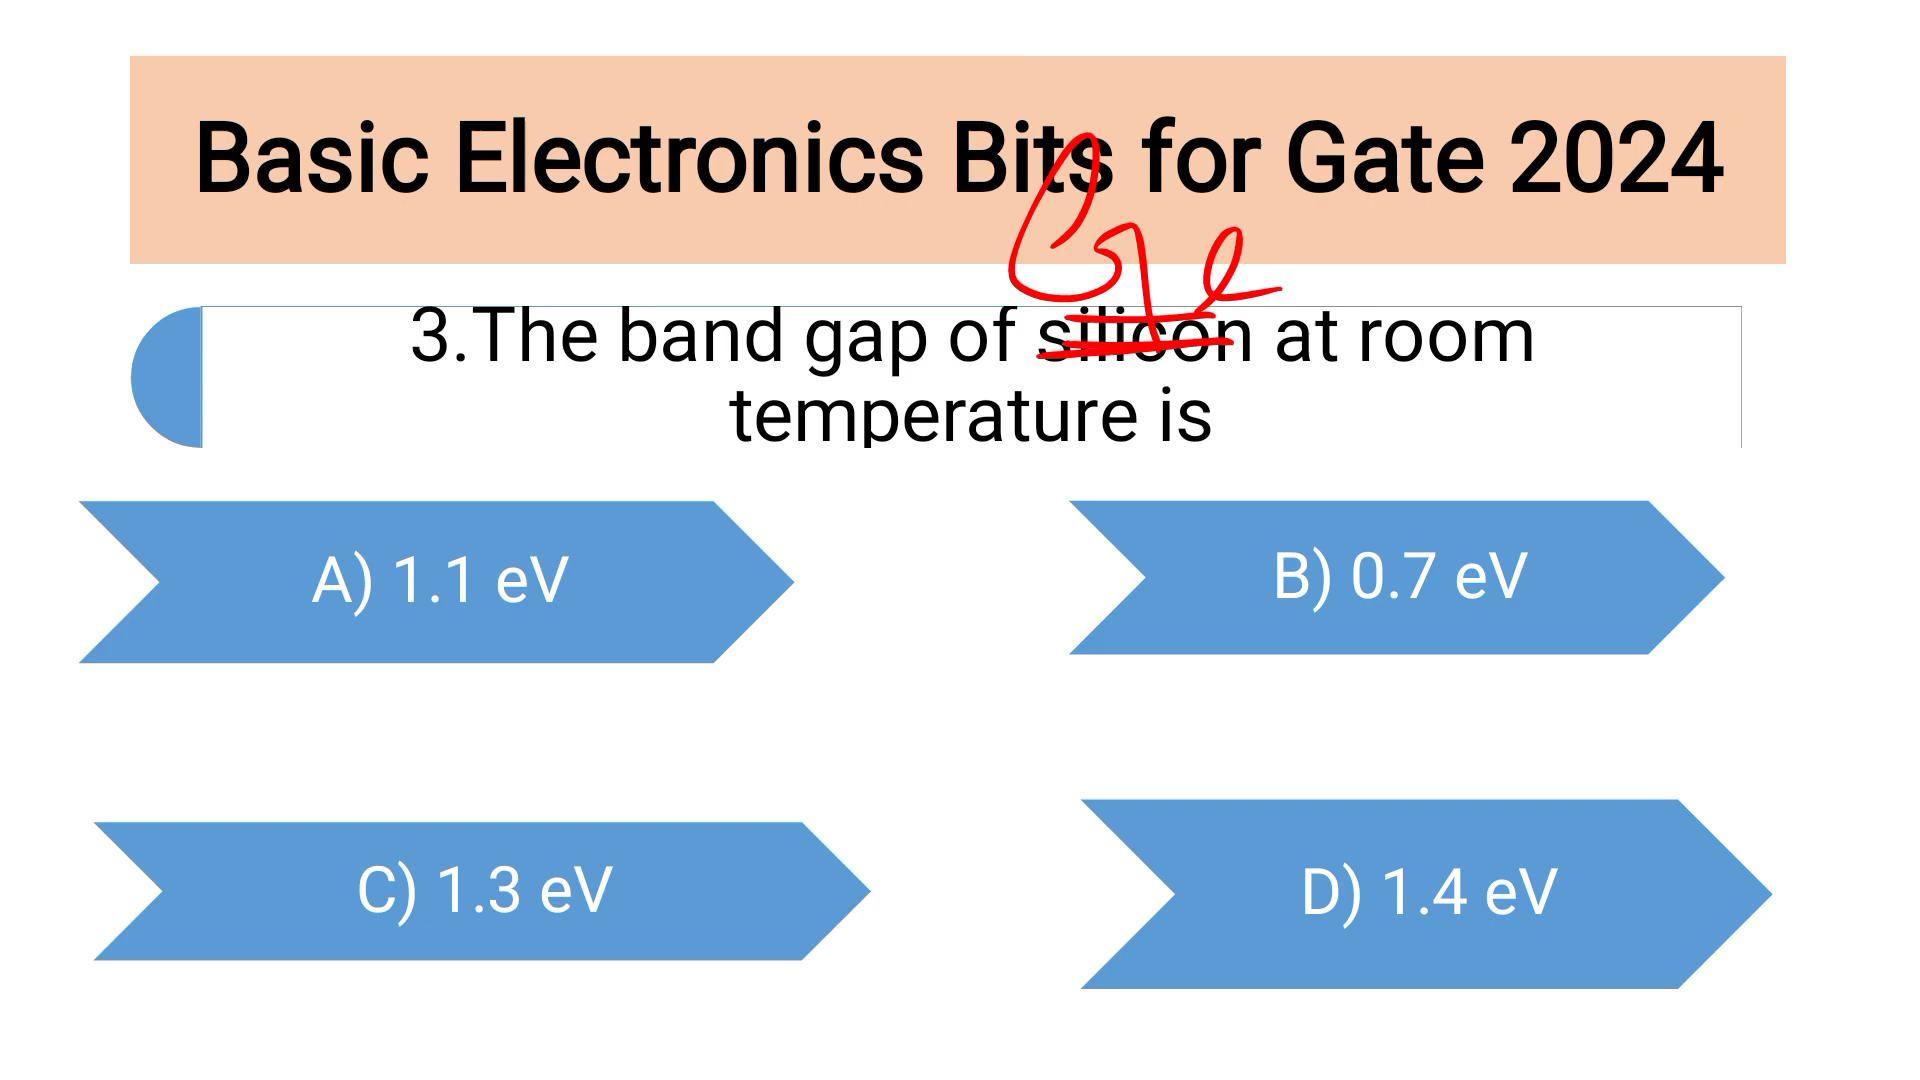 Basic Electronics Bits for Gate 2024
Ge
3.The band gap of silicon at room
temperature is
A) 1.1 eV
B) 0.7 eV
C) 1.3 eV
D) 1.4 eV